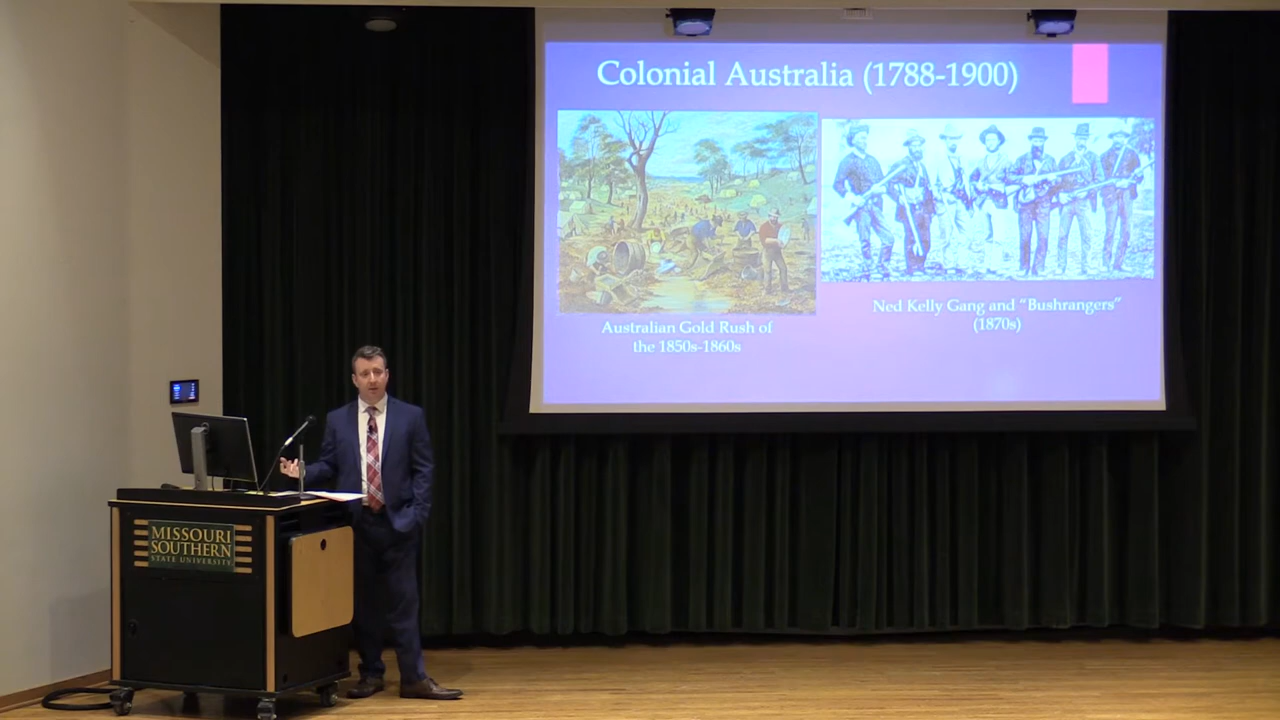 Colonial Australia (1788-1900)
Australian Gold Rush of
the 1850s-1860s
Ned Kelly Gang and “Bushrangers”
(1870s)
MISSOURI
SOUTHERN
STATE UNIVERSITY